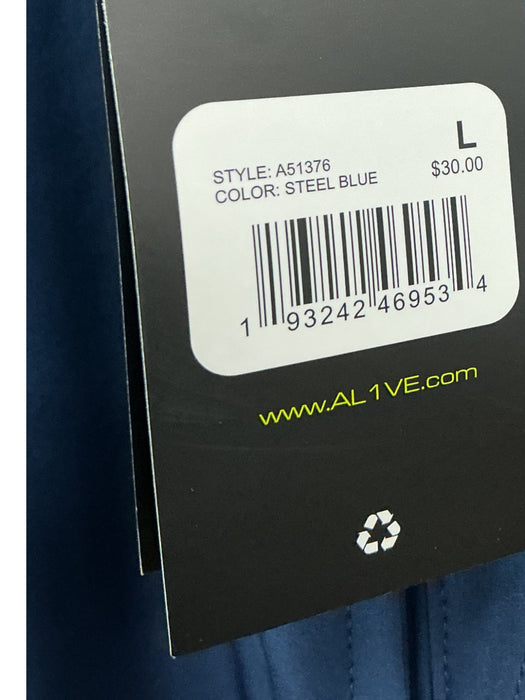 L
STYLE: A51376
$30.00
COLOR: STEEL BLUE
1 93242 46953 4
www.AL1VE.com